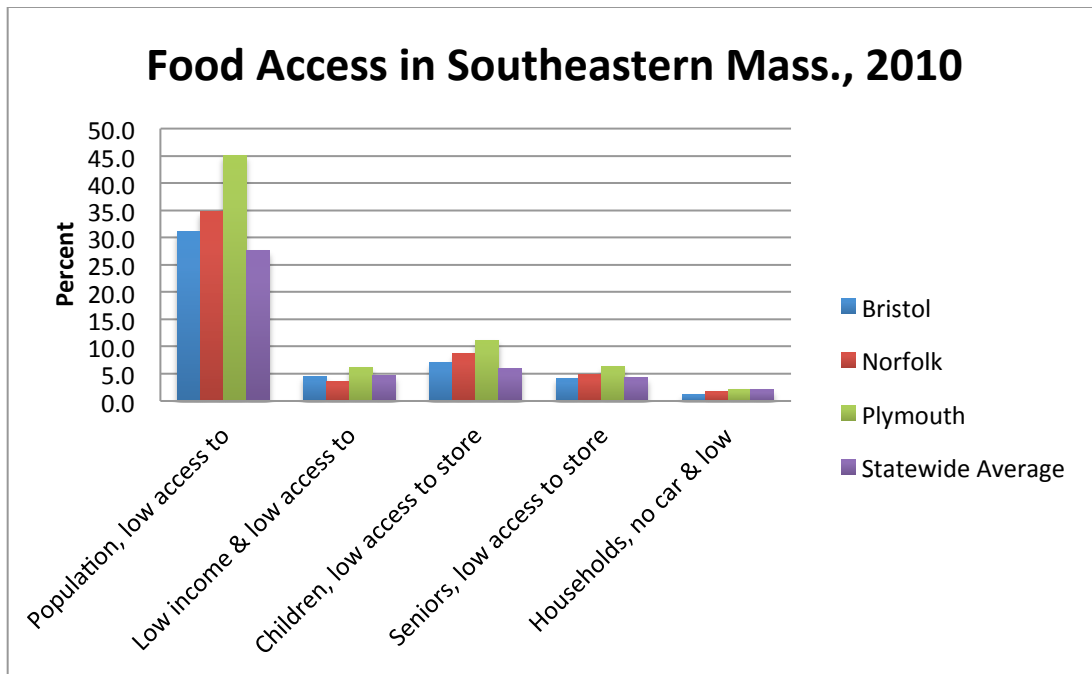 Food Access in Southeastern Mass., 2010
Percent
50.0
45.0
40.0
35.0
30.0
25.0
20.0
15.0
10.0
5.0
0.0
Population, low access to
Low income & low access to
Children, low access to store
Seniors, low access to store
Households, no car & low
Bristol
Norfolk
Plymouth
Statewide Average